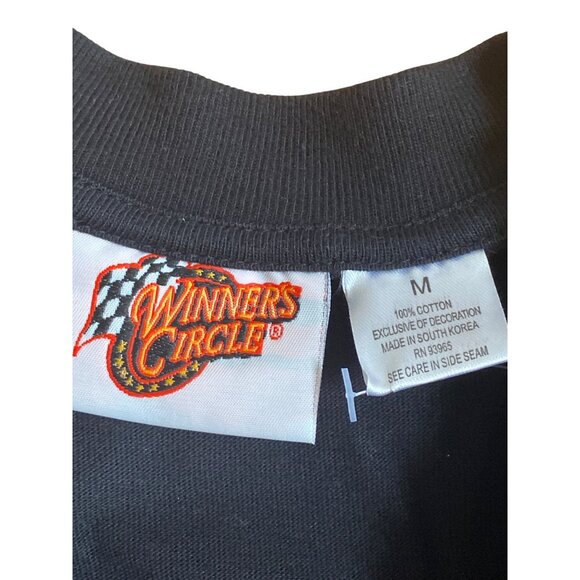 WINNER'S
CIRCLE®
M
100% COTTON
EXCLUSIVE OF DECORATION
MADE IN SOUTH KOREA
RN 93965
SEE CARE IN SIDE SEAM